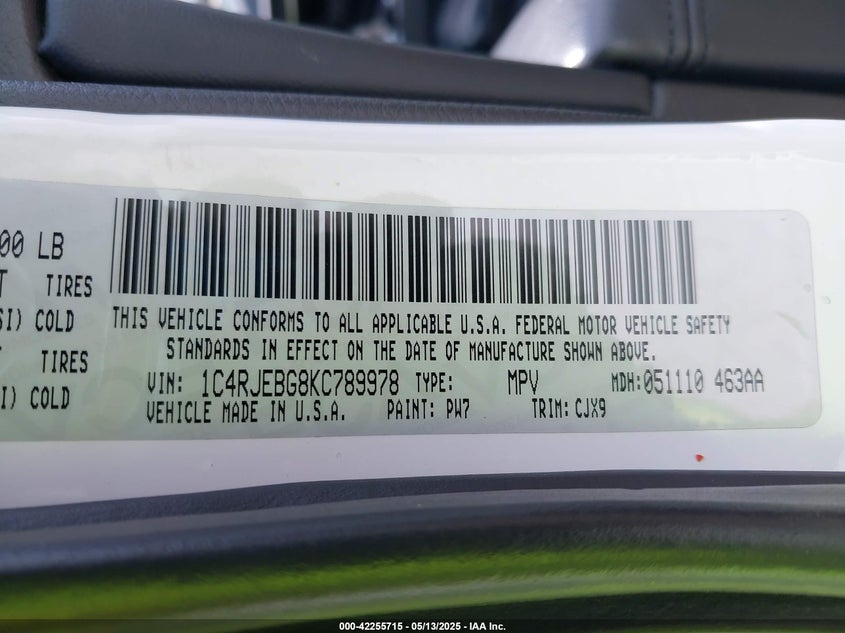 00 LB
T TIRES
SI) COLD
T TIRES
I) COLD
THIS VEHICLE CONFORMS TO ALL APPLICABLE U.S.A. FEDERAL MOTOR VEHICLE SAFETY
STANDARDS IN EFFECT ON THE DATE OF MANUFACTURE SHOWN ABOVE.
VIN: 1C4RJEBG8KC789978 TYPE: MPV MDH:051110 463AA
VEHICLE MADE IN U.S.A. PAINT: PW7 TRIM: CJX9
000-42255715 - 05/13/2025 - IAA Inc.